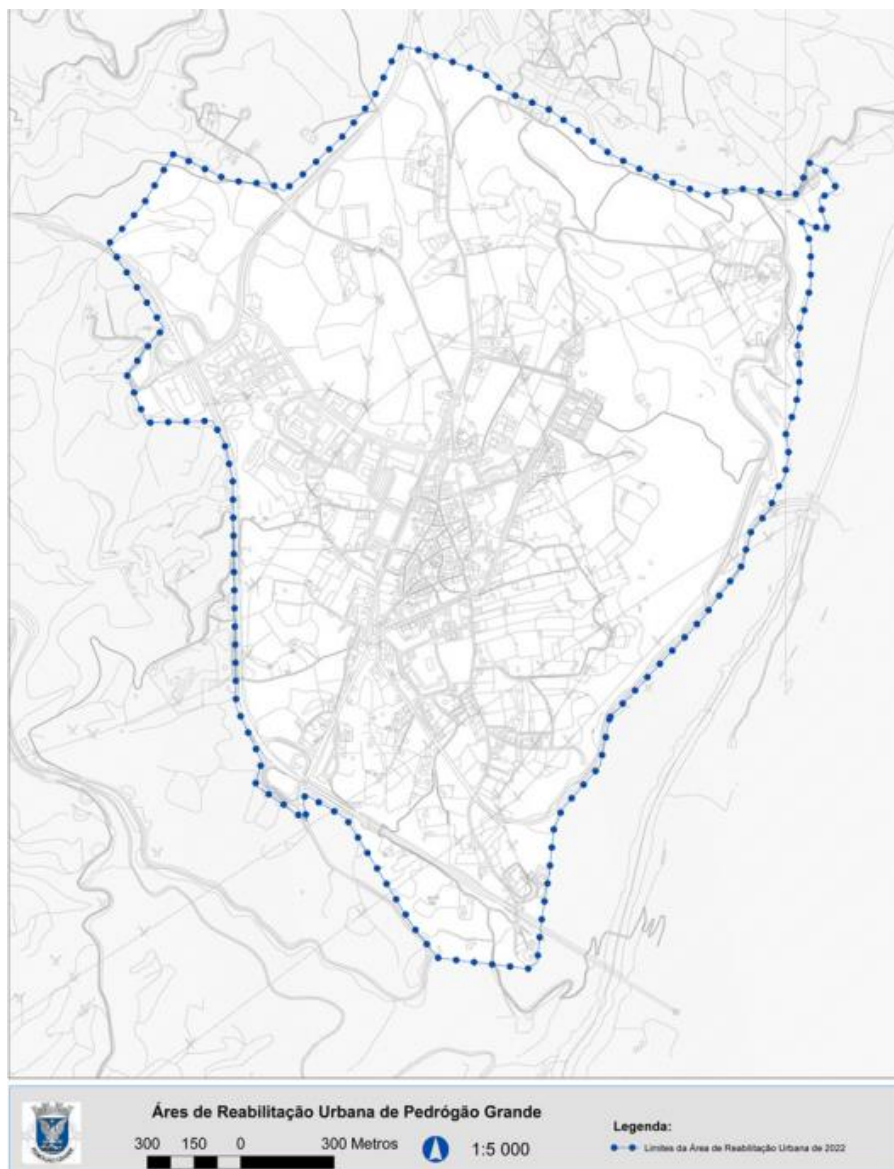 Áres de Reabilitação Urbana de Pedrógão Grande
300 150 0 300 Metros
1:5 000
Legenda:
Limites da Área de Reabilitação Urbana de 2022